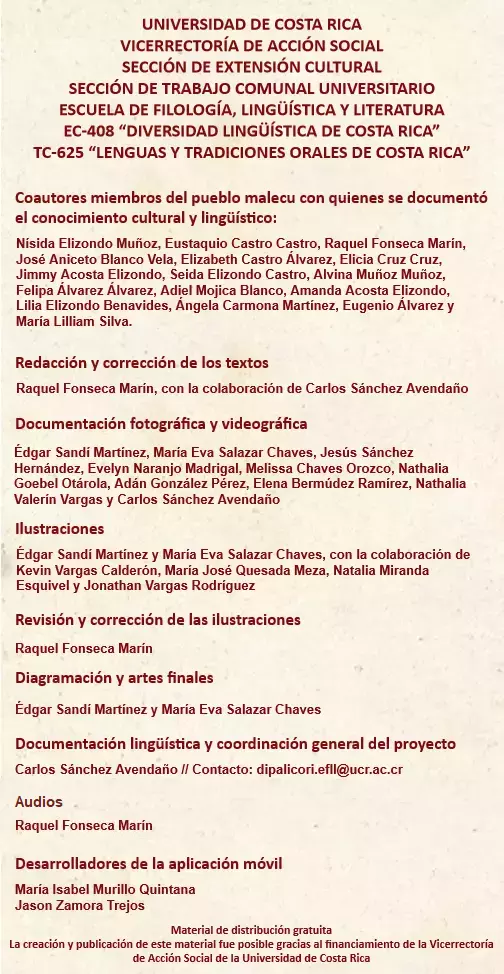 UNIVERSIDAD DE COSTA RICA
VICERRECTORÍA DE ACCIÓN SOCIAL
SECCIÓN DE EXTENSIÓN CULTURAL
SECCIÓN DE TRABAJO COMUNAL UNIVERSITARIO
ESCUELA DE FILOLOGÍA, LINGÜÍSTICA Y LITERATURA
EC-408 “DIVERSIDAD LINGÜÍSTICA DE COSTA RICA”
TC-625 “LENGUAS Y TRADICIONES ORALES DE COSTA RICA”
Coautores miembros del pueblo malecu con quienes se documentó
el conocimiento cultural y lingüístico:
Nísida Elizondo Muñoz, Eustaquio Castro Castro, Raquel Fonseca Marín,
José Aniceto Blanco Vela, Elizabeth Castro Álvarez, Elicia Cruz Cruz,
Jimmy Acosta Elizondo, Seida Elizondo Castro, Alvina Muñoz Muñoz,
Felipa Álvarez Álvarez, Adiel Mojica Blanco, Amanda Acosta Elizondo,
Lilia Elizondo Benavides, Ángela Carmona Martínez, Eugenio Álvarez y
María Lilliam Silva.
Redacción y corrección de los textos
Raquel Fonseca Marín, con la colaboración de Carlos Sánchez Avendaño
Documentación fotográfica y videográfica
Édgar Sandí Martínez, María Eva Salazar Chaves, Jesús Sánchez
Hernández, Evelyn Naranjo Madrigal, Melissa Chaves Orozco, Nathalia
Goebel Otárola, Adán González Pérez, Elena Bermúdez Ramírez, Nathalia
Valerín Vargas y Carlos Sánchez Avendaño
Ilustraciones
Édgar Sandí Martínez y María Eva Salazar Chaves, con la colaboración de
Kevin Vargas Calderón, María José Quesada Meza, Natalia Miranda
Esquivel y Jonathan Vargas Rodríguez
Revisión y corrección de las ilustraciones
Raquel Fonseca Marín
Diagramación y artes finales
Édgar Sandí Martínez y María Eva Salazar Chaves
Documentación lingüística y coordinación general del proyecto
Carlos Sánchez Avendaño // Contacto: dipalicori.efll@ucr.ac.cr
Audios
Raquel Fonseca Marín
Desarrolladores de la aplicación móvil
María Isabel Murillo Quintana
Jason Zamora Trejos
Material de distribución gratuita
La creación y publicación de este material fue posible gracias al financiamiento de la Vicerrectoría
de Acción Social de la Universidad de Costa Rica